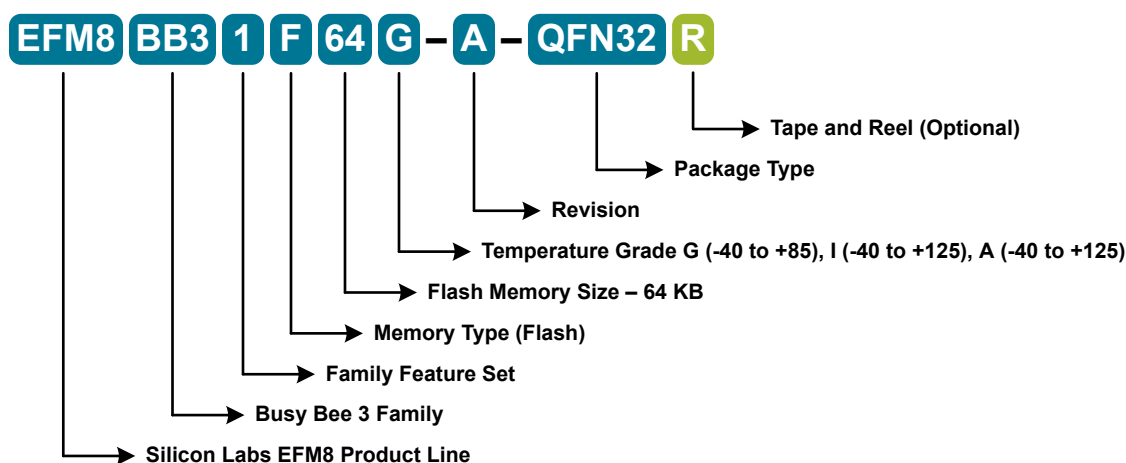 EFM8 BB3 1 F 64 G – A – QFN32 R
Tape and Reel (Optional)
Package Type
Revision
Temperature Grade G (-40 to +85), I (-40 to +125), A (-40 to +125)
Flash Memory Size – 64 KB
Memory Type (Flash)
Family Feature Set
Busy Bee 3 Family
Silicon Labs EFM8 Product Line